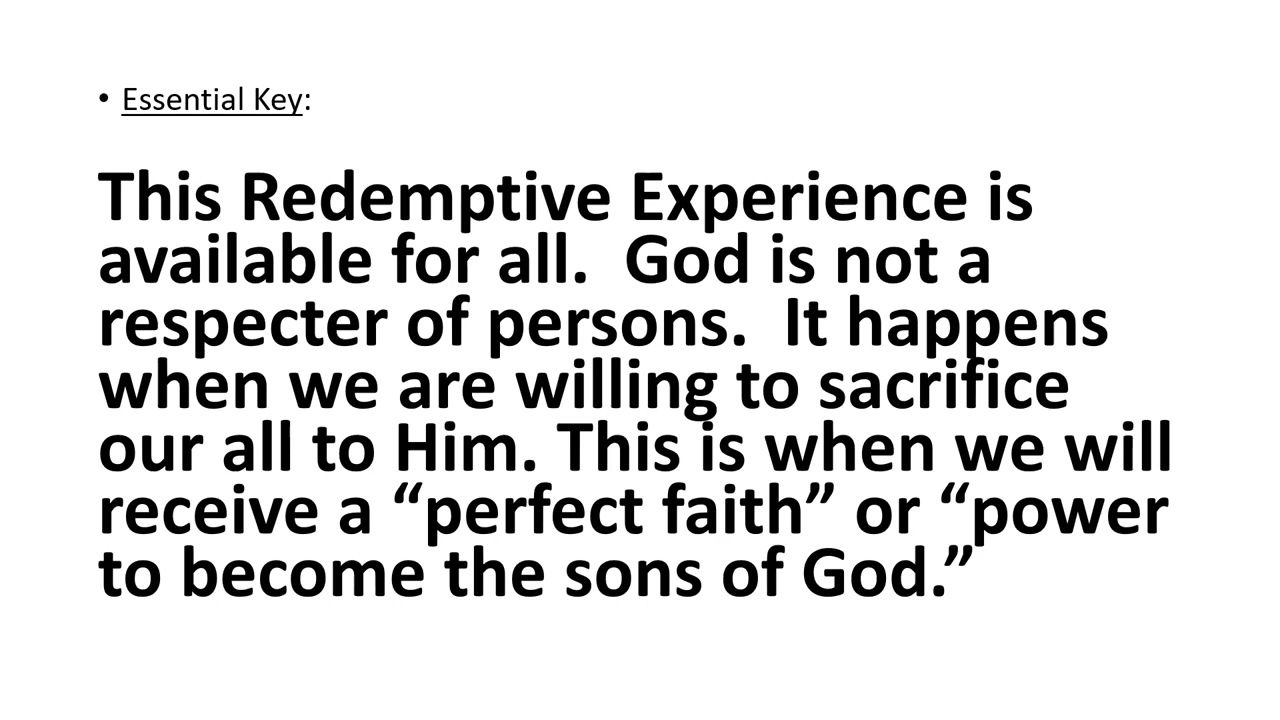 • Essential Key:
This Redemptive Experience is
available for all.  God is not a
respecter of persons.  It happens
when we are willing to sacrifice
our all to Him. This is when we will
receive a “perfect faith” or “power
to become the sons of God.”